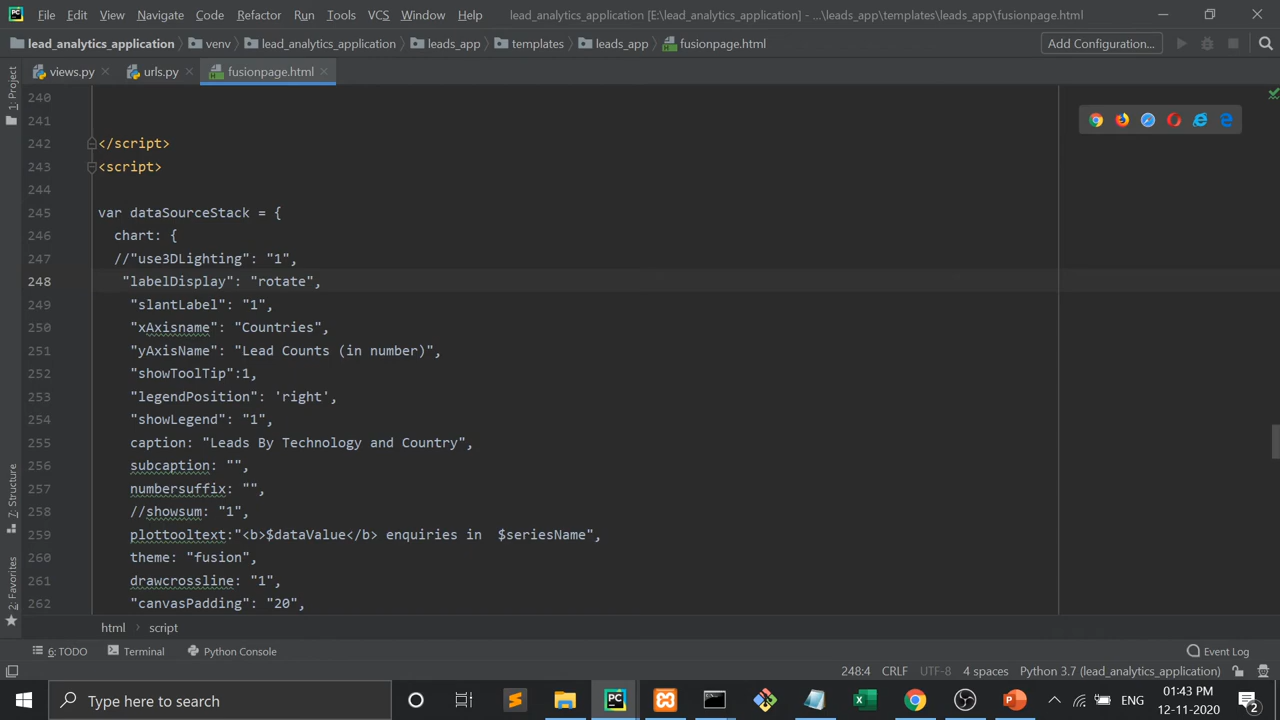 File Edit View Navigate Code Refactor Run Tools VCS Window Help lead_analytics_application [E:\lead_analytics_application] - ...\leads_app\templates\leads_app\fusionpage.html
lead_analytics_application venv lead_analytics_application leads_app templates leads_app fusionpage.html Add Configuration...
views.py urls.py fusionpage.html
1: Project
7: Structure
2: Favorites
240
241
242 </script>
243 <script>
244
245 var dataSourceStack = {
246 chart: {
247 //"use3DLighting": "1",
248 "labelDisplay": "rotate",
249 "slantLabel": "1",
250 "xAxisname": "Countries",
251 "yAxisName": "Lead Counts (in number)",
252 "showToolTip":1,
253 "legendPosition": 'right',
254 "showLegend": "1",
255 caption: "Leads By Technology and Country",
256 subcaption: "",
257 numbersuffix: "",
258 //showsum: "1",
259 plottooltext:"<b>$dataValue</b> enquiries in  $seriesName",
260 theme: "fusion",
261 drawcrossline: "1",
262 "canvasPadding": "20",
html script
6: TODO Terminal Python Console Event Log
248:4 CRLF UTF-8 4 spaces Python 3.7 (lead_analytics_application)
Type here to search ENG 01:43 PM
12-11-2020 2